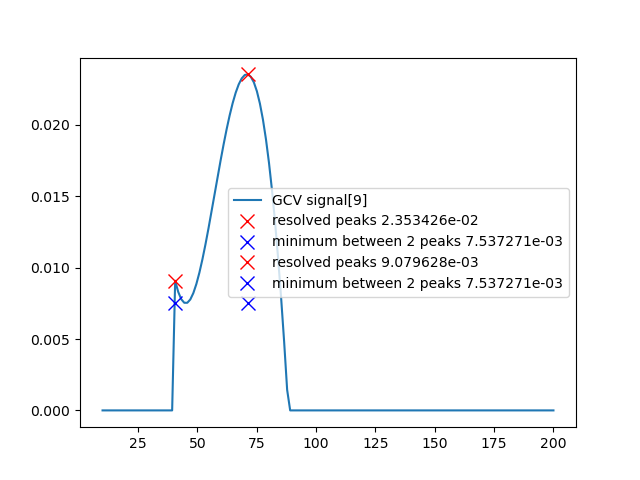 0.020
0.015
0.010
0.005
0.000
GCV signal[9]
resolved peaks 2.353426e-02
minimum between 2 peaks 7.537271e-03
resolved peaks 9.079628e-03
minimum between 2 peaks 7.537271e-03
25 50 75 100 125 150 175 200